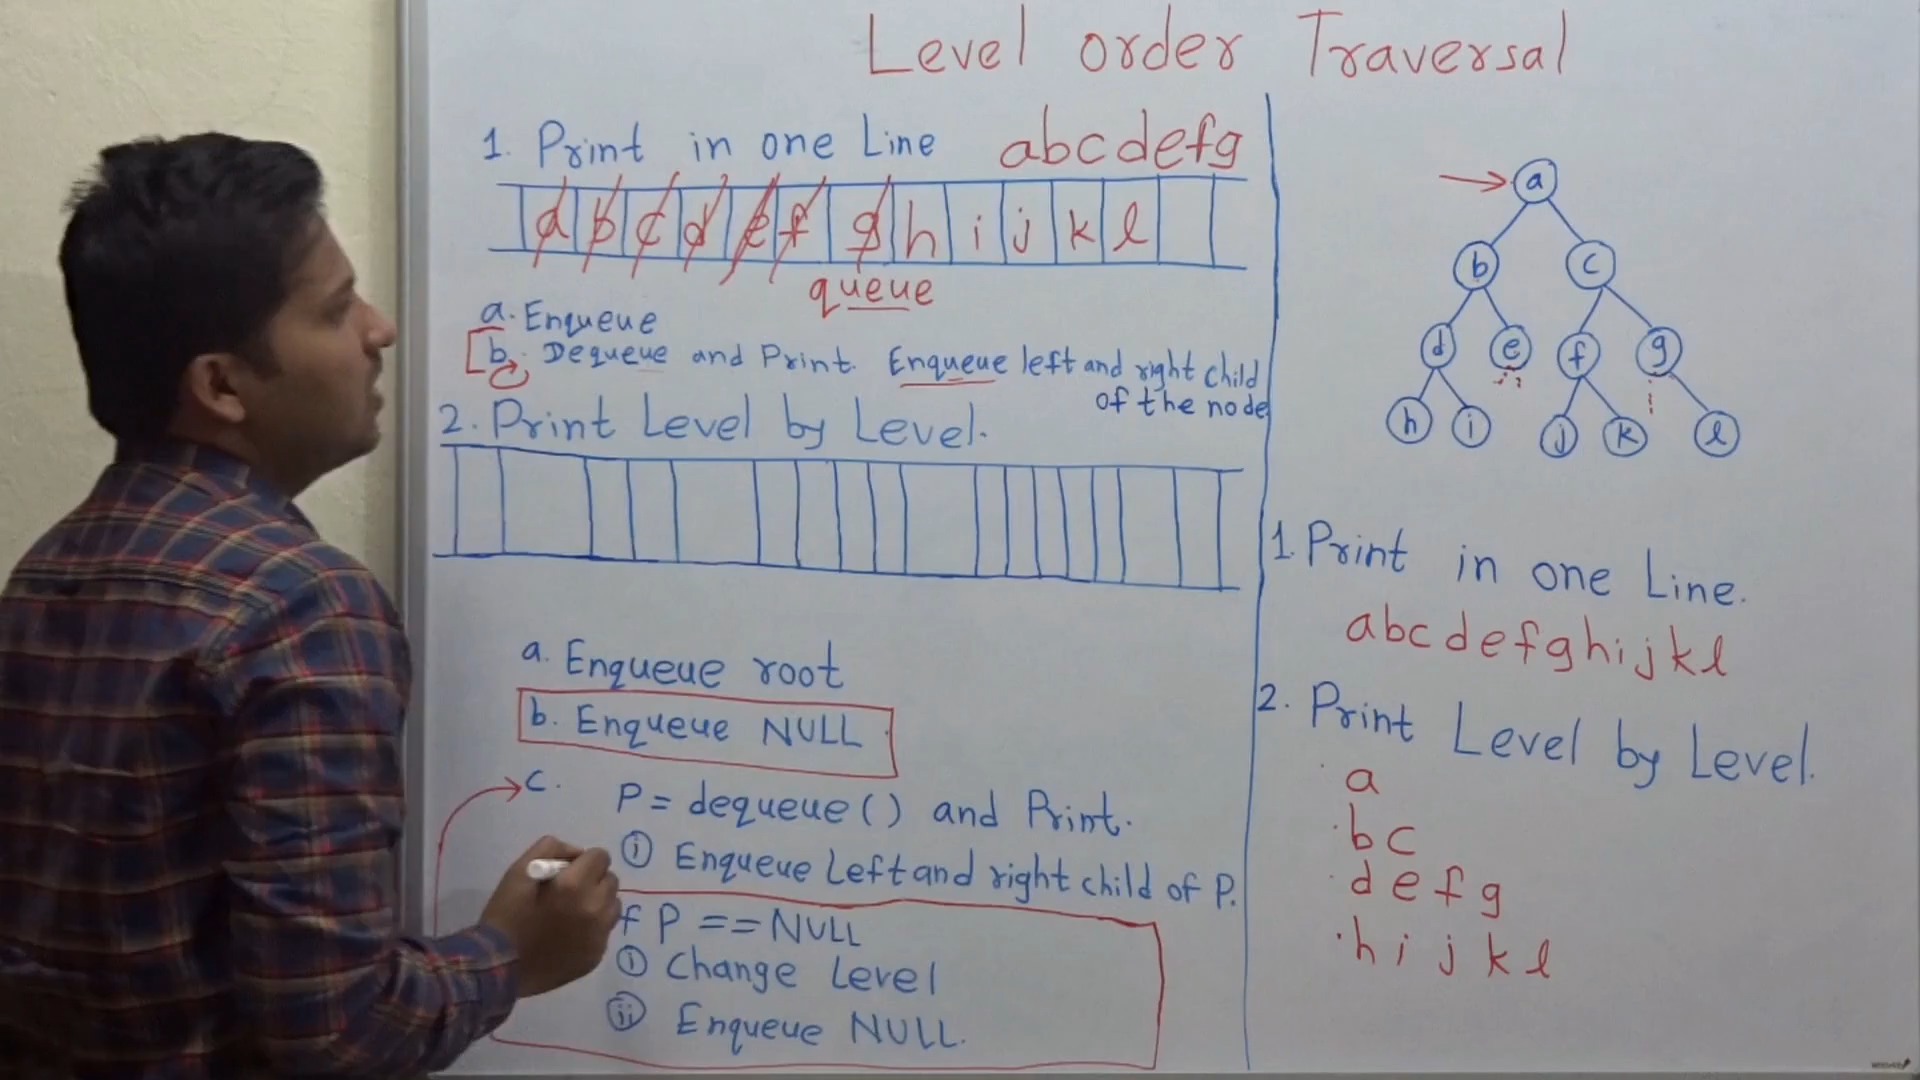 Level order Traversal
1. Print in one Line abcdefg
a b c d e f g h i j k l
queue
a. Enqueue
b. Dequeue and Print. Enqueue left and right child
of the node
2. Print Level by Level.
a. Enqueue root
b. Enqueue NULL
c. P = dequeue() and Print.
i Enqueue Left and right child of P.
f P == NULL
i Change Level
ii Enqueue NULL.
a
b c
d e f g
h i j k l
1. Print in one Line.
abcdefghijkl
2. Print Level by Level.
a
b c
d e f g
h i j k l